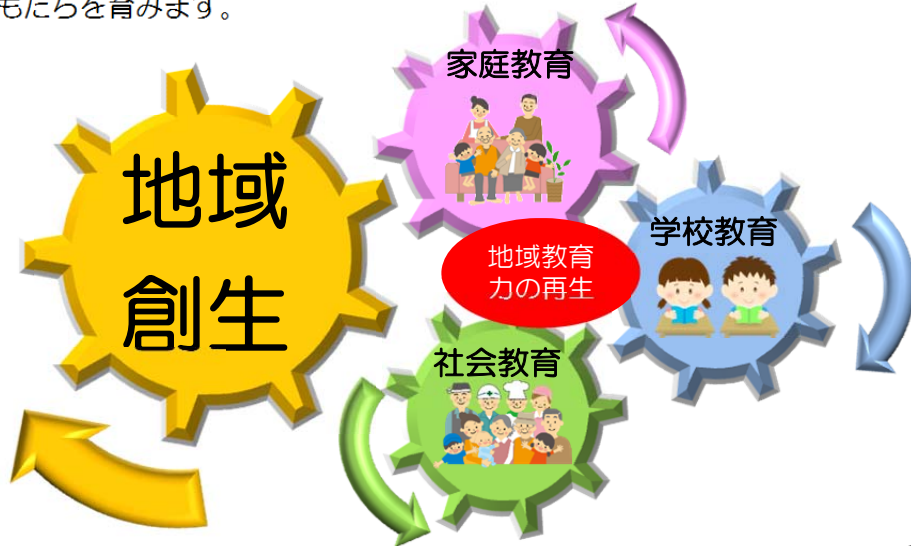 もたちを育みます。
家庭教育
地域
創生
学校教育
地域教育
力の再生
社会教育